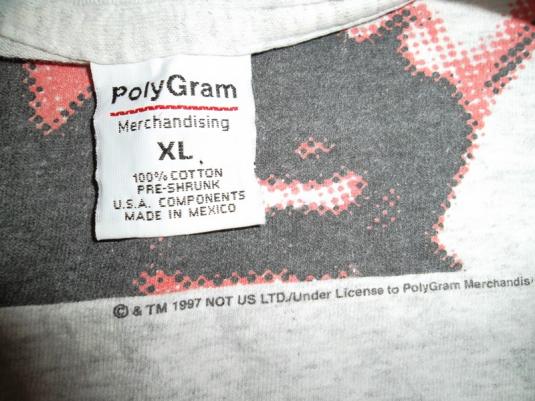 PolyGram
Merchandising
XL
100% COTTON
PRE-SHRUNK
U.S.A. COMPONENTS
MADE IN MEXICO
© & TM 1997 NOT US LTD./Under License to PolyGram Merchandis